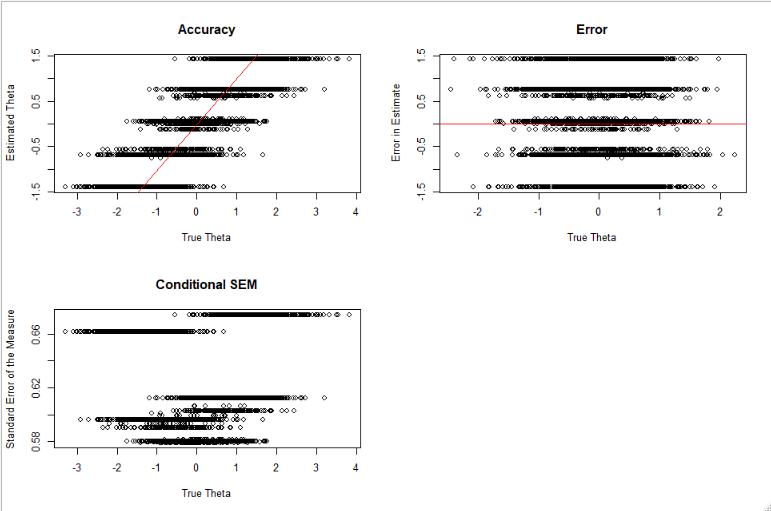 Accuracy
Estimated Theta
1.5
0.5
-0.5
-1.5
-3 -2 -1 0 1 2 3 4
True Theta
Error
Error in Estimate
1.5
0.5
-0.5
-1.5
-2 -1 0 1 2
True Theta
Conditional SEM
Standard Error of the Measure
0.66
0.62
0.58
-3 -2 -1 0 1 2 3 4
True Theta